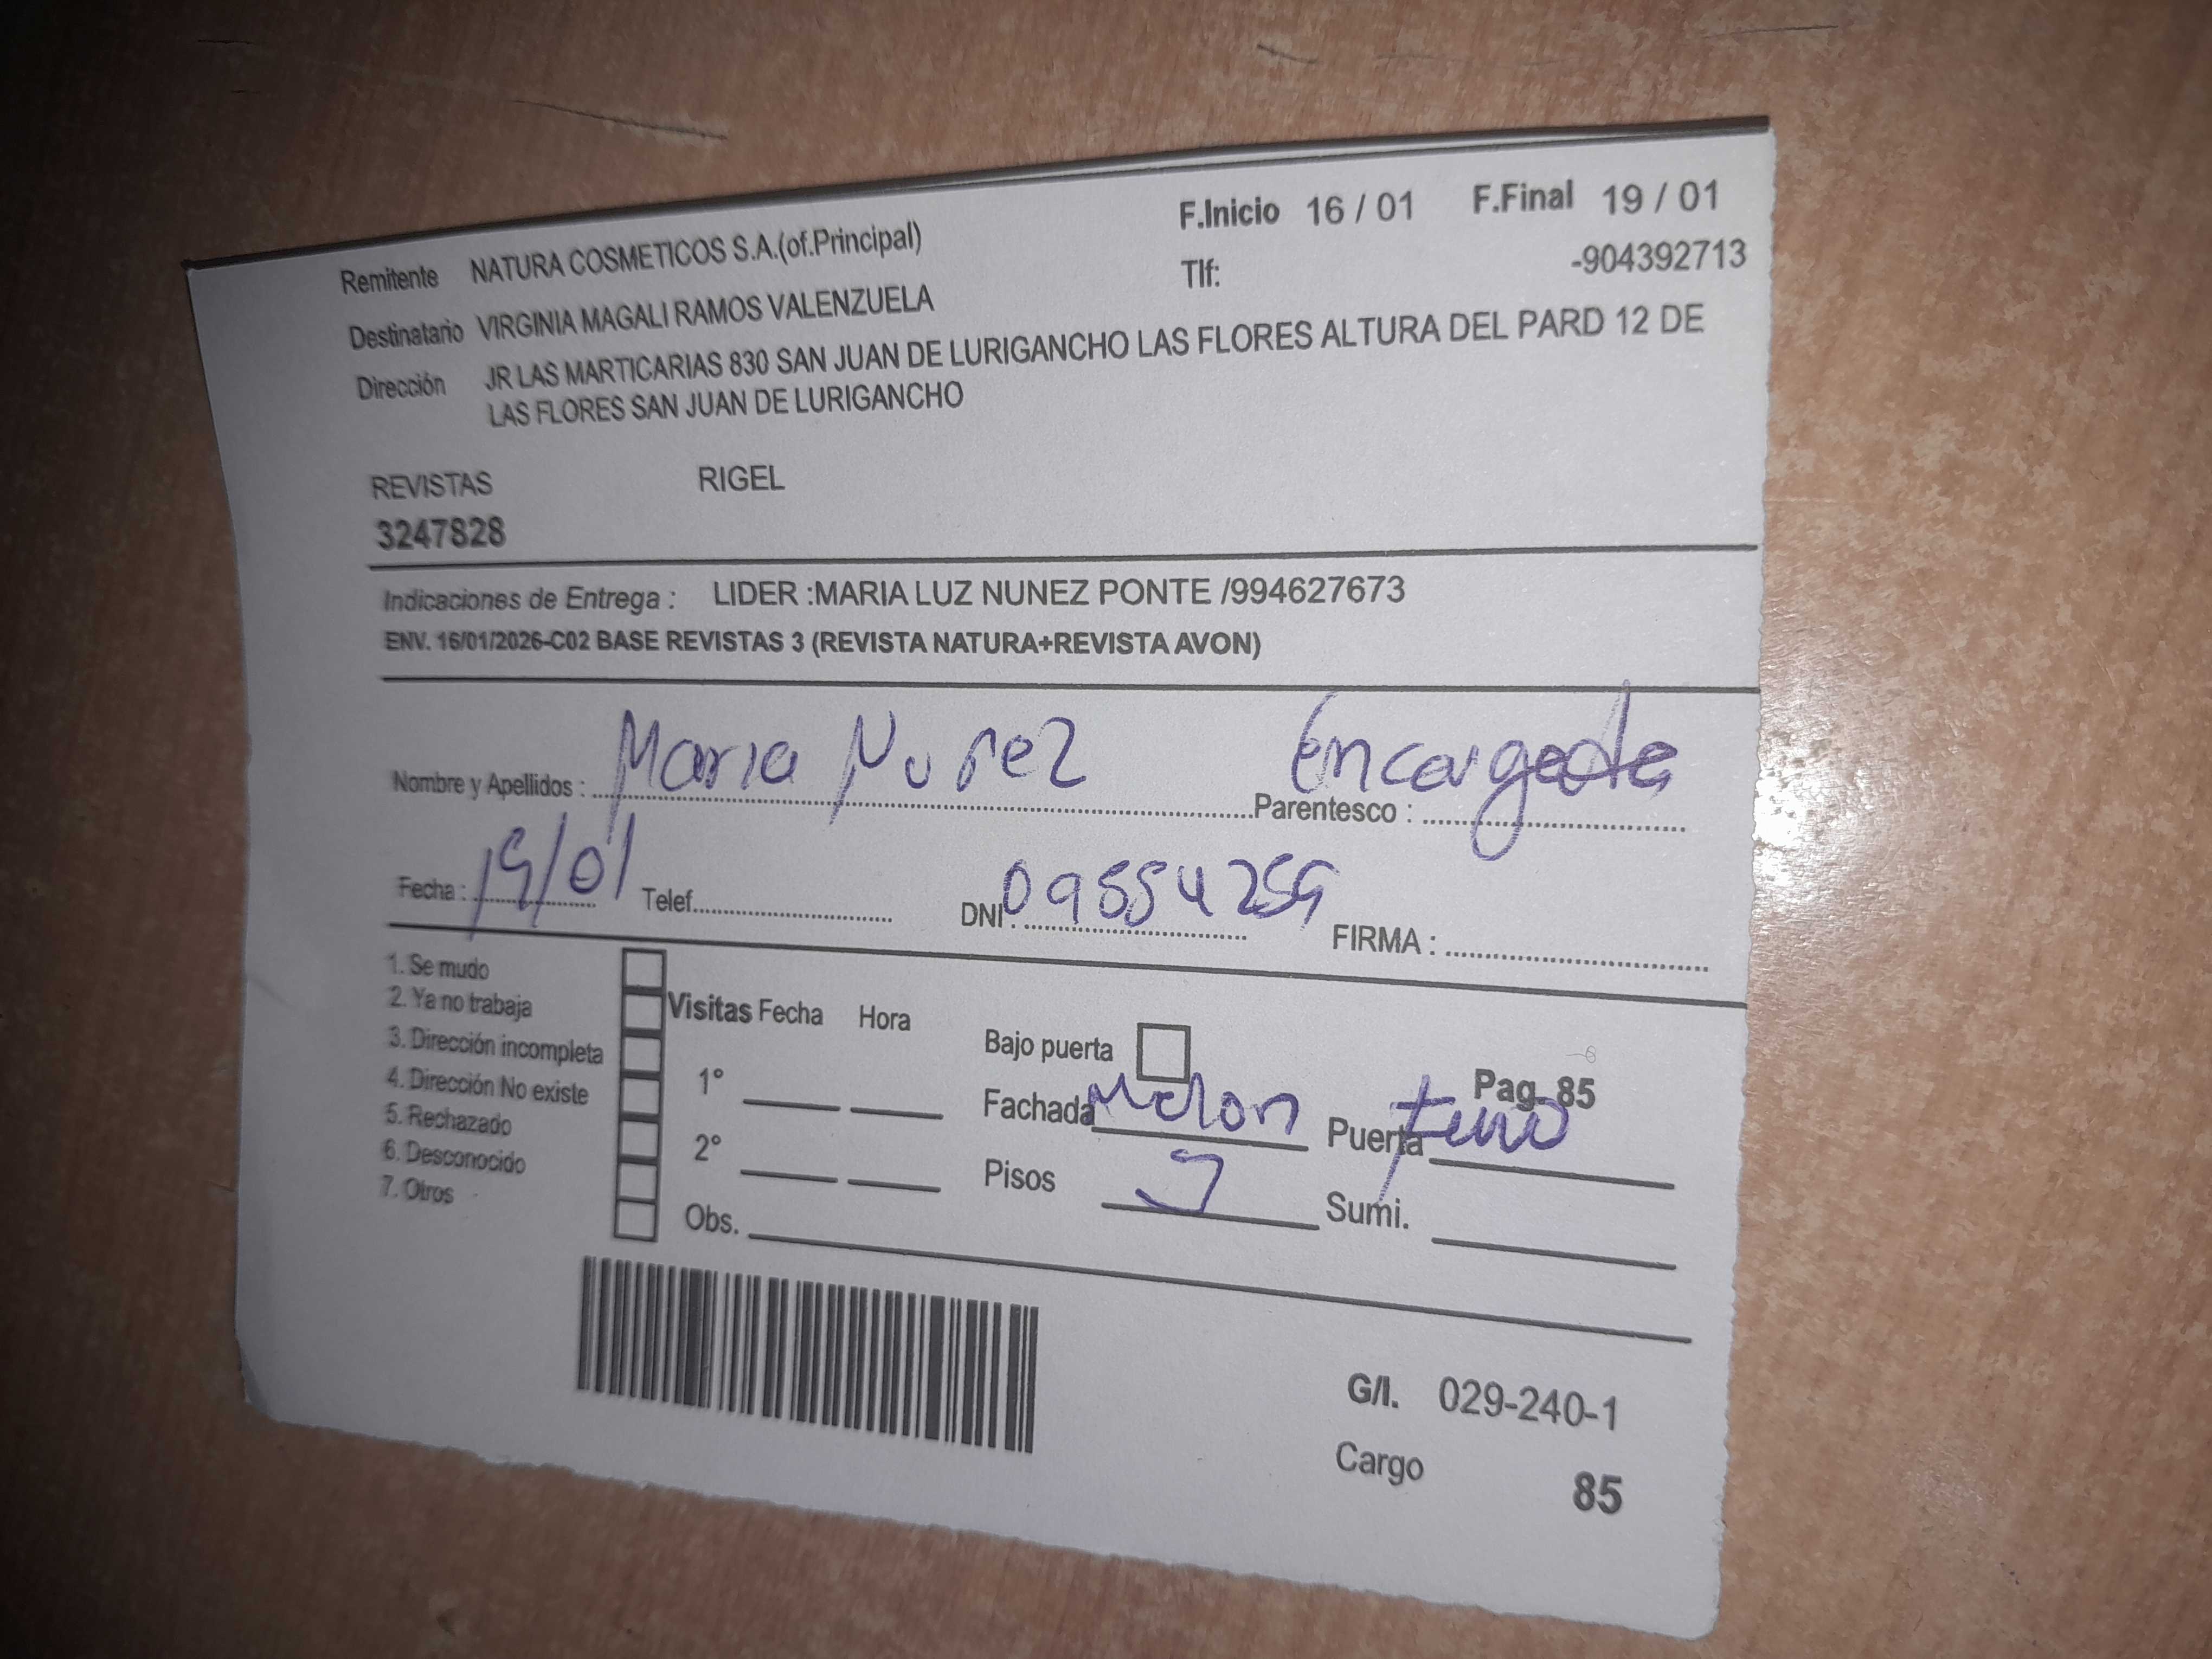 F.Inicio 16 / 01 F.Final 19 / 01
Remitente NATURA COSMETICOS S.A.(of.Principal) Tlf: -904392713
Destinatario VIRGINIA MAGALI RAMOS VALENZUELA
Dirección JR LAS MARTICARIAS 830 SAN JUAN DE LURIGANCHO LAS FLORES ALTURA DEL PARD 12 DE
LAS FLORES SAN JUAN DE LURIGANCHO
REVISTAS RIGEL
3247828
Indicaciones de Entrega : LIDER :MARIA LUZ NUNEZ PONTE /994627673
ENV. 16/01/2026-C02 BASE REVISTAS 3 (REVISTA NATURA+REVISTA AVON)
Nombre y Apellidos : Maria Nuñez Parentesco : encargada
Fecha : 19/01 Telef. DNI: FIRMA :
1. Se mudo
2. Ya no trabaja Visitas Fecha Hora
3. Dirección incompleta Bajo puerta
4. Dirección No existe 1° Fachada Melon Pag. 85
5. Rechazado Puerta
6. Desconocido 2° Pisos
7. Otros Obs. Sumi.
G/I. 029-240-1
Cargo 85